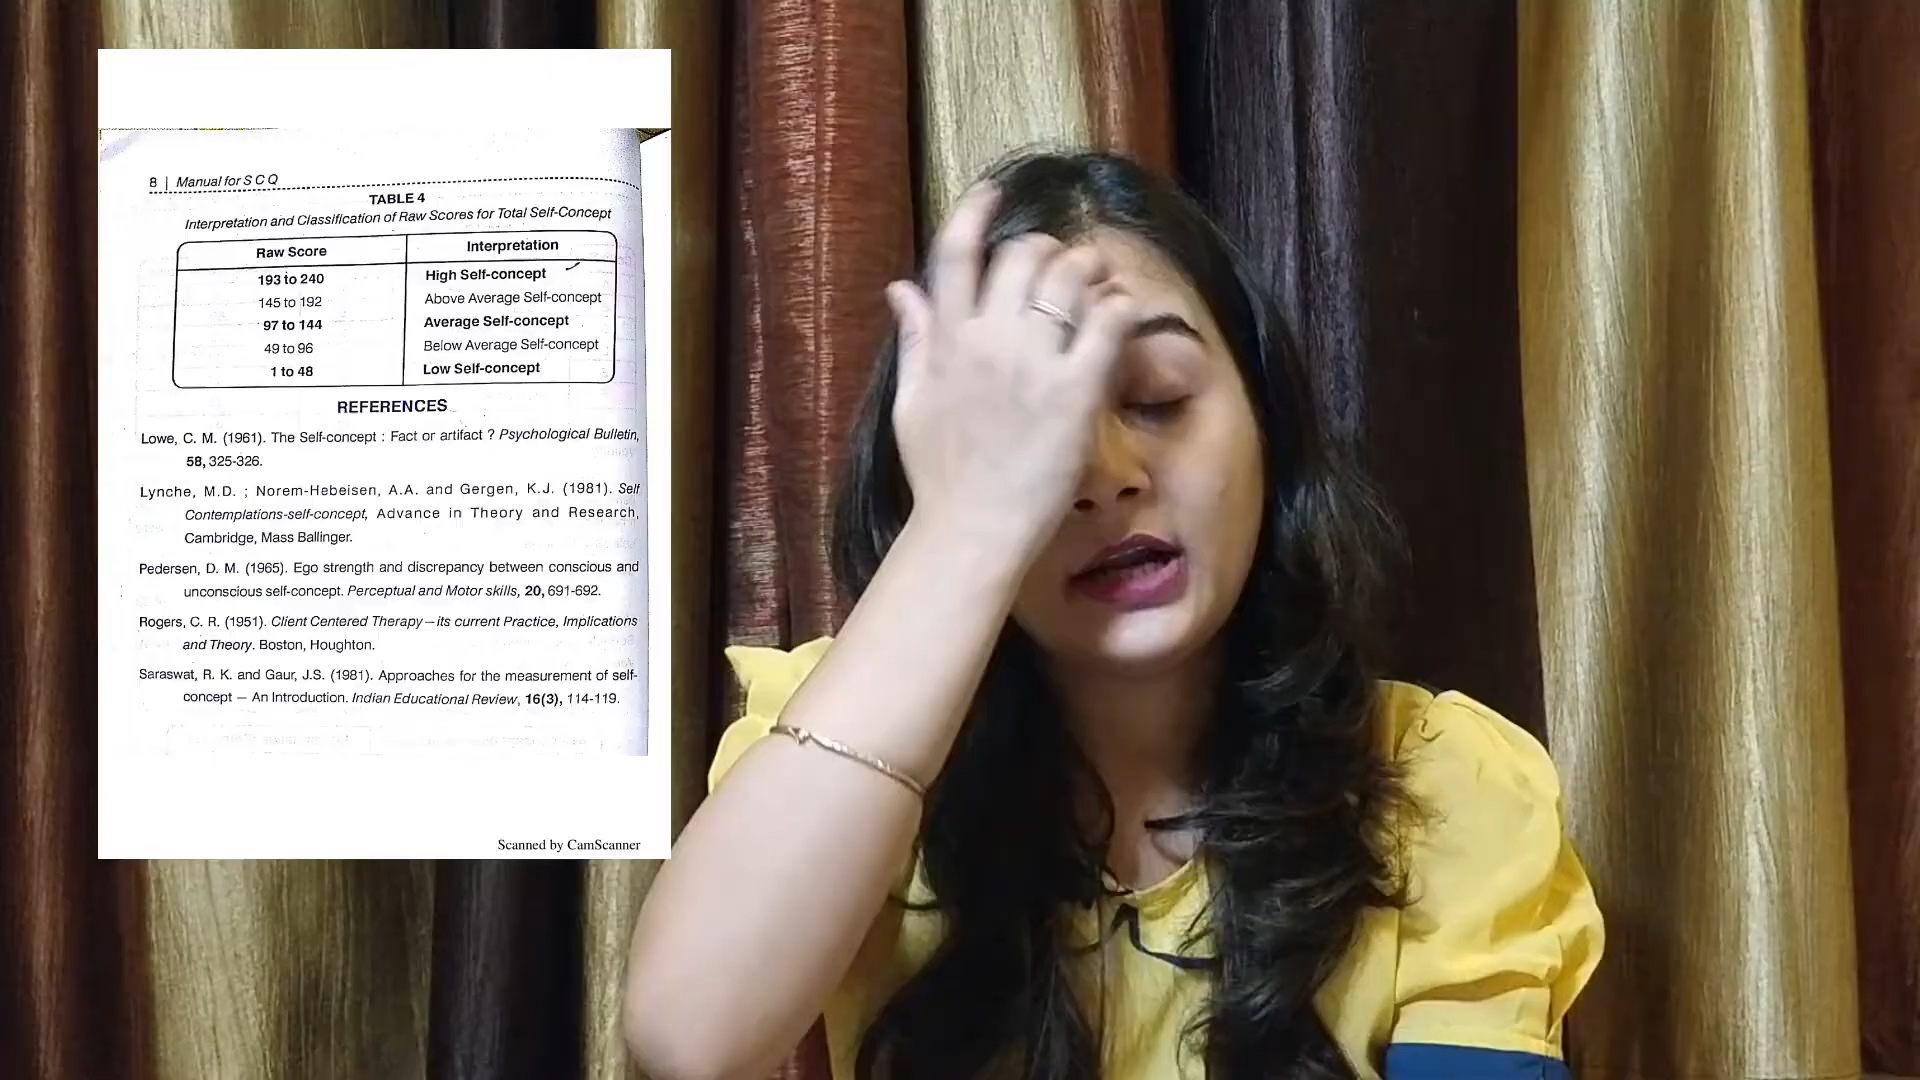 8 | Manual for S C Q
TABLE 4
Interpretation and Classification of Raw Scores for Total Self-Concept
Raw Score Interpretation
193 to 240 High Self-concept
145 to 192 Above Average Self-concept
97 to 144 Average Self-concept
49 to 96 Below Average Self-concept
1 to 48 Low Self-concept
REFERENCES
Lowe, C. M. (1961). The Self-concept : Fact or artifact ? Psychological Bulletin,
58, 325-326.
Lynche, M.D. ; Norem-Hebeisen, A.A. and Gergen, K.J. (1981). Self
Contemplations-self-concept, Advance in Theory and Research,
Cambridge, Mass Ballinger.
Pedersen, D. M. (1965). Ego strength and discrepancy between conscious and
unconscious self-concept. Perceptual and Motor skills, 20, 691-692.
Rogers, C. R. (1951). Client Centered Therapy—its current Practice, Implications
and Theory. Boston, Houghton.
Saraswat, R. K. and Gaur, J.S. (1981). Approaches for the measurement of self-
concept — An Introduction. Indian Educational Review, 16(3), 114-119.
Scanned by CamScanner